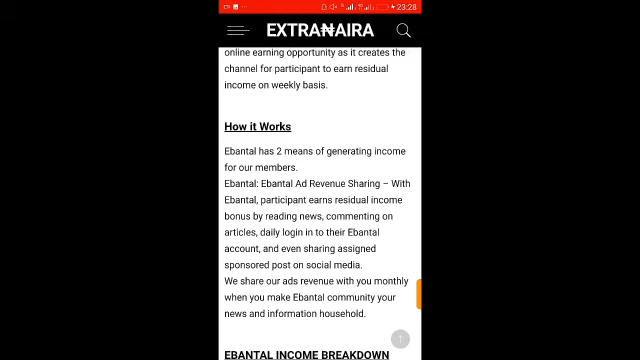 23:28
EXTRA₦AIRA
online earning opportunity as it creates the
channel for participant to earn residual
income on weekly basis.
How it Works
Ebantal has 2 means of generating income
for our members.
Ebantal: Ebantal Ad Revenue Sharing – With
Ebantal, participant earns residual income
bonus by reading news, commenting on
articles, daily login in to their Ebantal
account, and even sharing assigned
sponsored post on social media.
We share our ads revenue with you monthly
when you make Ebantal community your
news and information household.
EBANTAL INCOME BREAKDOWN